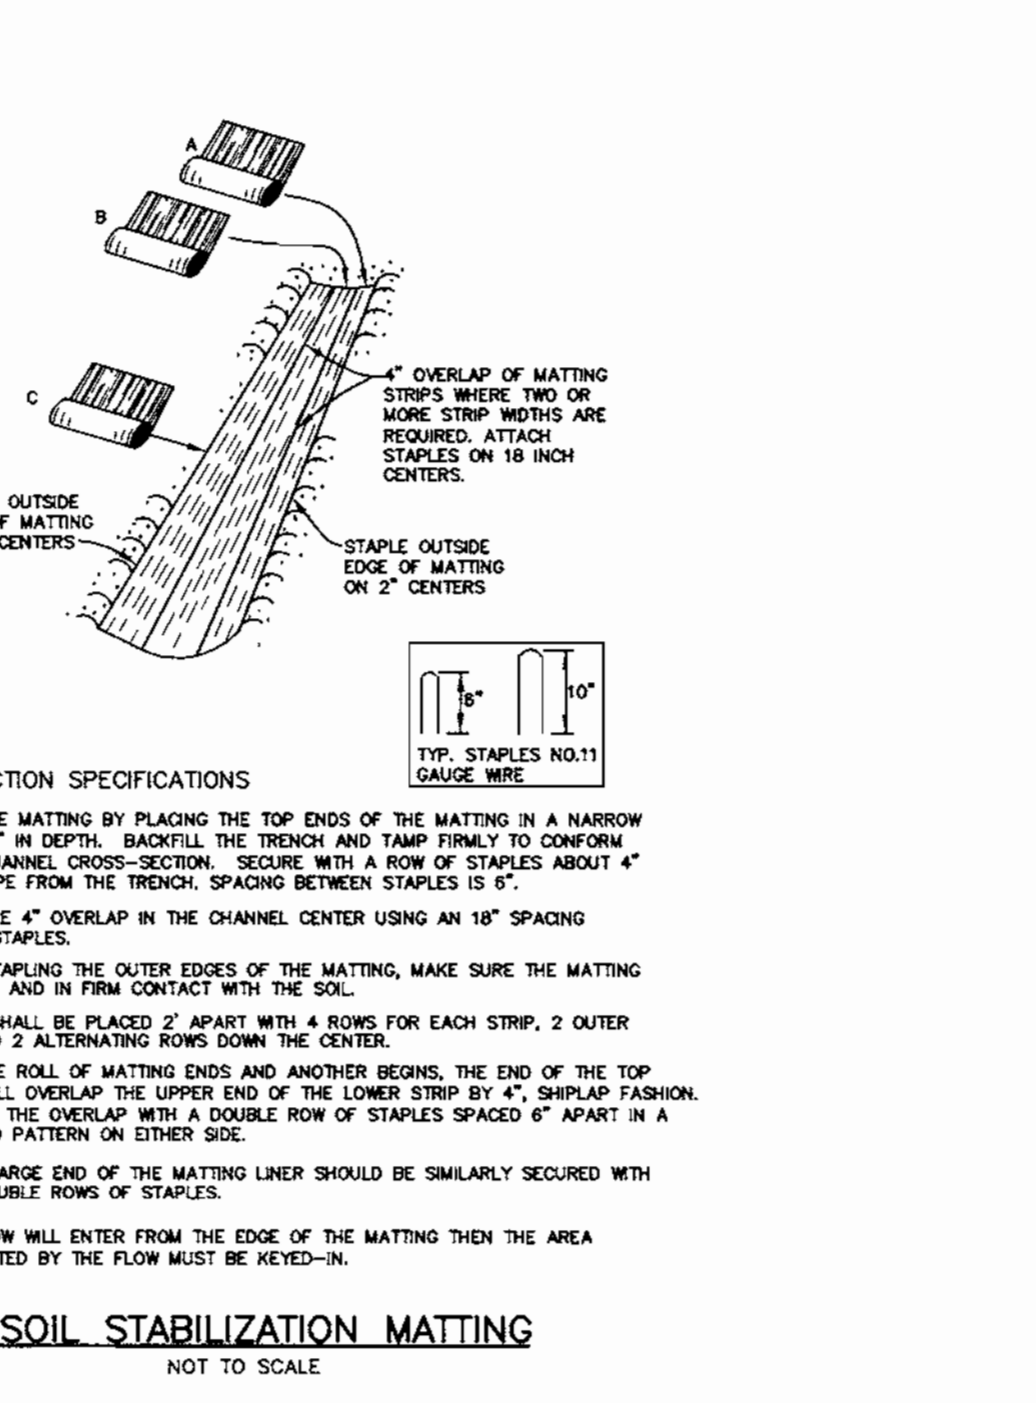 A
B
C
4" OVERLAP OF MATTING
STRIPS WHERE TWO OR
MORE STRIP WIDTHS ARE
REQUIRED. ATTACH
STAPLES ON 18 INCH
CENTERS.
OUTSIDE
F MATTING
CENTERS
STAPLE OUTSIDE
EDGE OF MATTING
ON 2" CENTERS
10"
TYP. STAPLES NO.11
GAUGE WIRE
CTION SPECIFICATIONS
E MATTING BY PLACING THE TOP ENDS OF THE MATTING IN A NARROW
" IN DEPTH. BACKFILL THE TRENCH AND TAMP FIRMLY TO CONFORM
HANNEL CROSS-SECTION. SECURE WITH A ROW OF STAPLES ABOUT 4"
PE FROM THE TRENCH. SPACING BETWEEN STAPLES IS 6".
E 4" OVERLAP IN THE CHANNEL CENTER USING AN 18" SPACING
STAPLES.
TAPLING THE OUTER EDGES OF THE MATTING, MAKE SURE THE MATTING
AND IN FIRM CONTACT WITH THE SOIL.
HALL BE PLACED 2' APART WITH 4 ROWS FOR EACH STRIP, 2 OUTER
D 2 ALTERNATING ROWS DOWN THE CENTER.
E ROLL OF MATTING ENDS AND ANOTHER BEGINS, THE END OF THE TOP
LL OVERLAP THE UPPER END OF THE LOWER STRIP BY 4", SHIPLAP FASHION.
THE OVERLAP WITH A DOUBLE ROW OF STAPLES SPACED 6" APART IN A
D PATTERN ON EITHER SIDE.
ARGE END OF THE MATTING LINER SHOULD BE SIMILARLY SECURED WITH
UBLE ROWS OF STAPLES.
OW WILL ENTER FROM THE EDGE OF THE MATTING THEN THE AREA
TED BY THE FLOW MUST BE KEYED-IN.
SOIL STABILIZATION MATTING
NOT TO SCALE